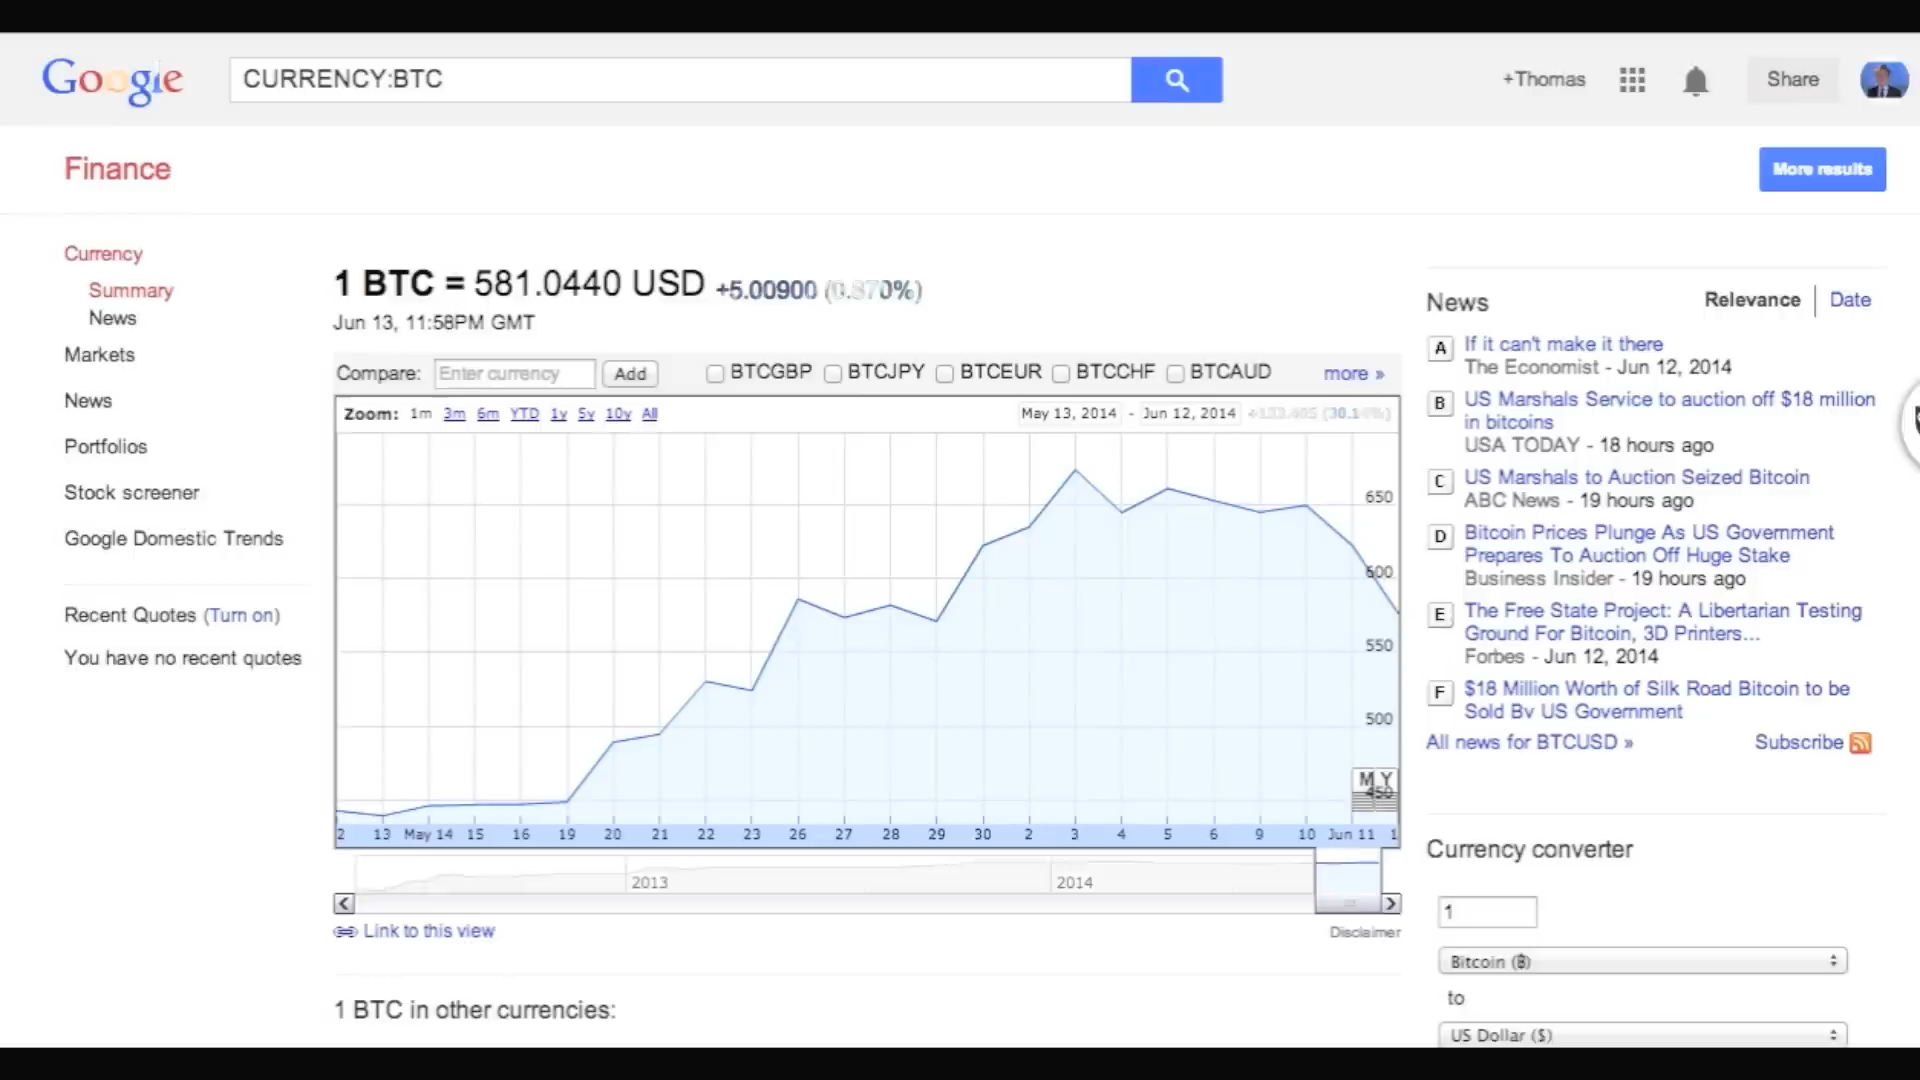 Google
CURRENCY:BTC
+Thomas
Share
Finance
More results
Currency
Summary
News
Markets
News
Portfolios
Stock screener
Google Domestic Trends
Recent Quotes (Turn on)
You have no recent quotes
1 BTC = 581.0440 USD +5.00900 (0.870%)
Jun 13, 11:58PM GMT
Compare: Enter currency Add BTCGBP BTCJPY BTCEUR BTCCHF BTCAUD more »
Zoom: 1m 3m 6m YTD 1y 5y 10y All May 13, 2014 - Jun 12, 2014
650
600
550
500
M Y
450
2 13 May 14 15 16 19 20 21 22 23 26 27 28 29 30 2 3 4 5 6 9 10 Jun 11 1
2013 2014
Link to this view
Disclaimer
1 BTC in other currencies:
News
Relevance Date
A If it can't make it there
The Economist - Jun 12, 2014
B US Marshals Service to auction off $18 million
in bitcoins
USA TODAY - 18 hours ago
C US Marshals to Auction Seized Bitcoin
ABC News - 19 hours ago
D Bitcoin Prices Plunge As US Government
Prepares To Auction Off Huge Stake
Business Insider - 19 hours ago
E The Free State Project: A Libertarian Testing
Ground For Bitcoin, 3D Printers...
Forbes - Jun 12, 2014
F $18 Million Worth of Silk Road Bitcoin to be
Sold By US Government
All news for BTCUSD »
Subscribe
Currency converter
1
Bitcoin (฿)
to
US Dollar ($)